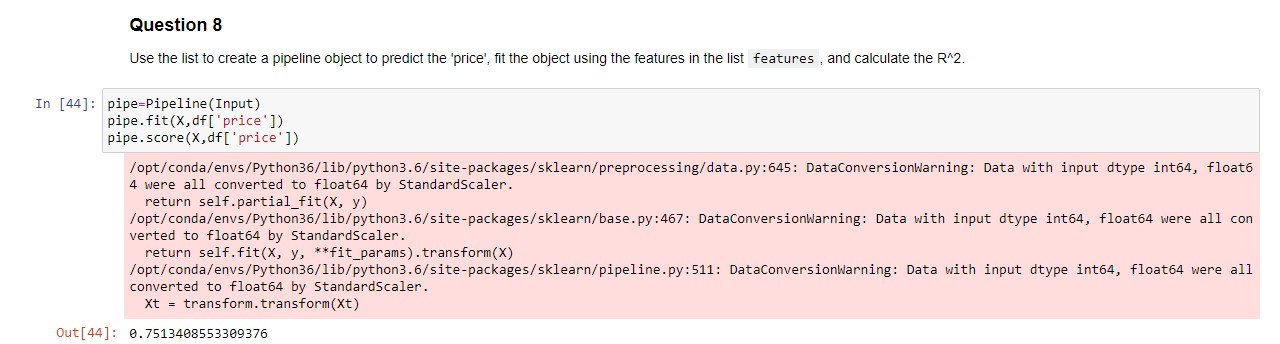 Question 8
Use the list to create a pipeline object to predict the 'price', fit the object using the features in the list features , and calculate the R^2.
In [44]: pipe=Pipeline(Input)
pipe.fit(X,df['price'])
pipe.score(X,df['price'])
/opt/conda/envs/Python36/lib/python3.6/site-packages/sklearn/preprocessing/data.py:645: DataConversionWarning: Data with input dtype int64, float6
4 were all converted to float64 by StandardScaler.
  return self.partial_fit(X, y)
/opt/conda/envs/Python36/lib/python3.6/site-packages/sklearn/base.py:467: DataConversionWarning: Data with input dtype int64, float64 were all con
verted to float64 by StandardScaler.
  return self.fit(X, y, **fit_params).transform(X)
/opt/conda/envs/Python36/lib/python3.6/site-packages/sklearn/pipeline.py:511: DataConversionWarning: Data with input dtype int64, float64 were all
converted to float64 by StandardScaler.
  Xt = transform.transform(Xt)
Out[44]: 0.7513408553309376